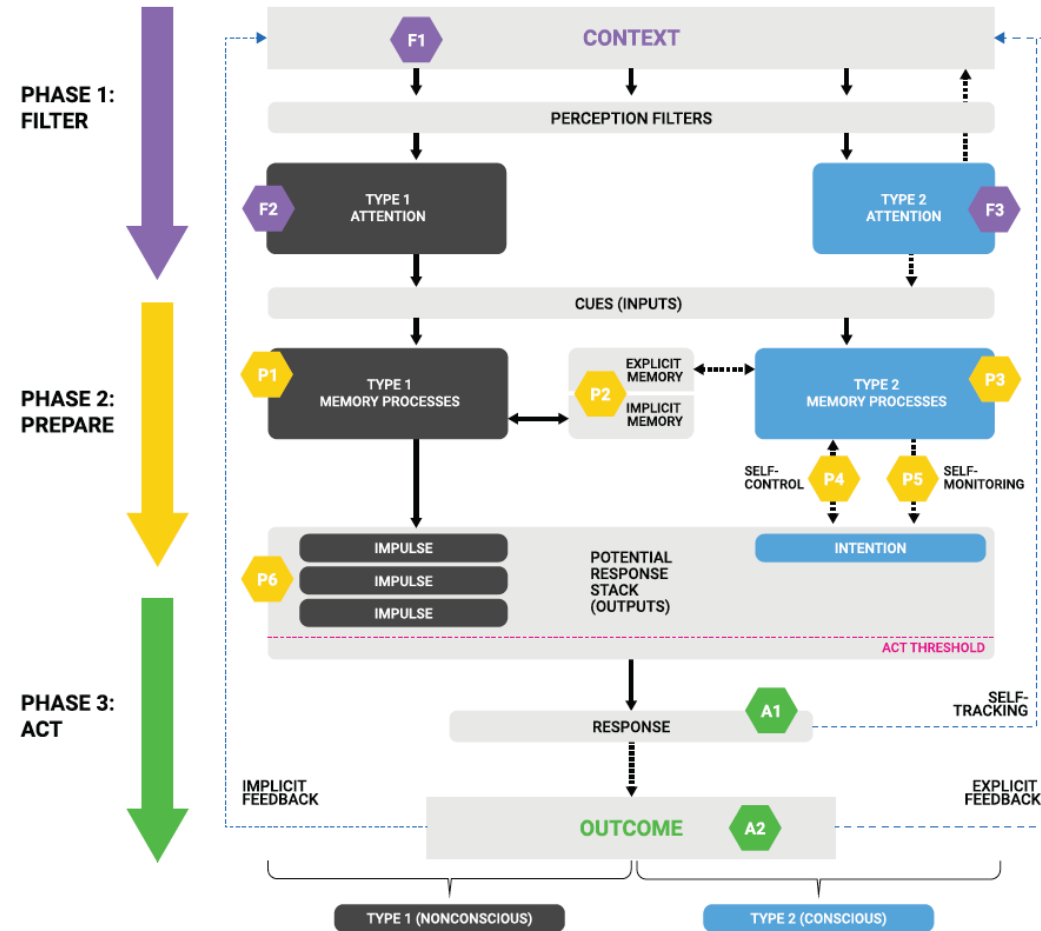 F1
CONTEXT
PHASE 1:
FILTER
PERCEPTION FILTERS
F2
TYPE 1
ATTENTION
TYPE 2
ATTENTION
F3
CUES (INPUTS)
PHASE 2:
PREPARE
P1
TYPE 1
MEMORY PROCESSES
P2
EXPLICIT
MEMORY
IMPLICIT
MEMORY
TYPE 2
MEMORY PROCESSES
P3
SELF-
CONTROL
P4
P5
SELF-
MONITORING
P6
IMPULSE
IMPULSE
IMPULSE
POTENTIAL
RESPONSE
STACK
(OUTPUTS)
INTENTION
ACT THRESHOLD
PHASE 3:
ACT
RESPONSE
A1
SELF-
TRACKING
IMPLICIT
FEEDBACK
EXPLICIT
FEEDBACK
OUTCOME
A2
TYPE 1 (NONCONSCIOUS)
TYPE 2 (CONSCIOUS)